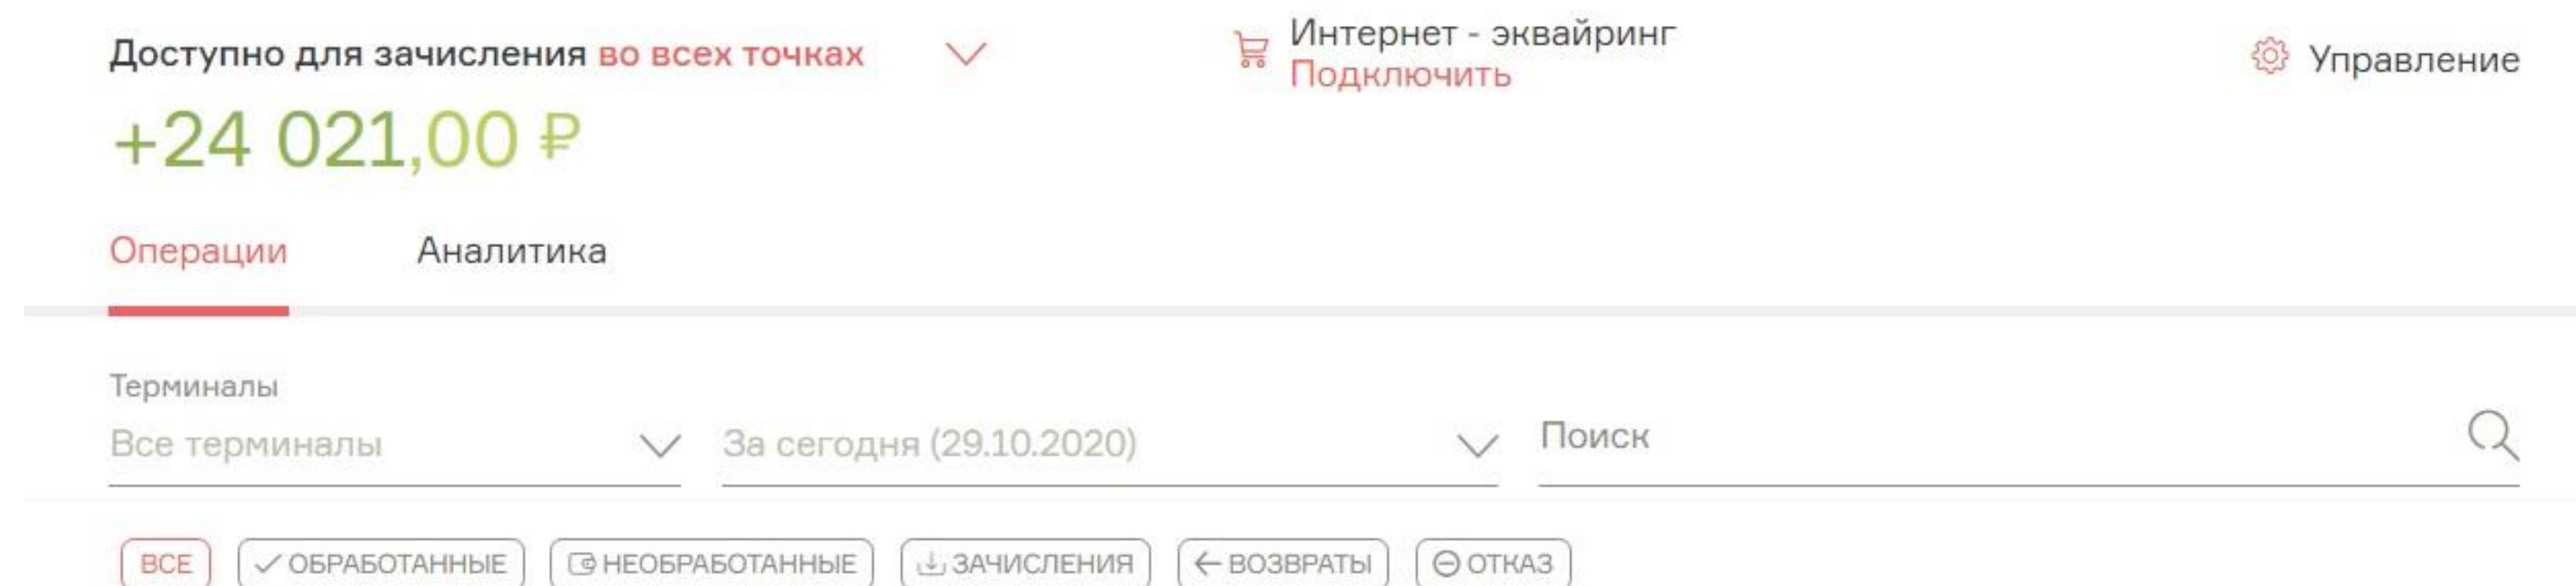 Доступно для зачисления во всех точках
Интернет - эквайринг
Подключить
Управление
+24 021,00 ₽
Операции Аналитика
Терминалы
Все терминалы За сегодня (29.10.2020) Поиск
ВСЕ ОБРАБОТАННЫЕ НЕОБРАБОТАННЫЕ ЗАЧИСЛЕНИЯ ВОЗВРАТЫ ОТКАЗ